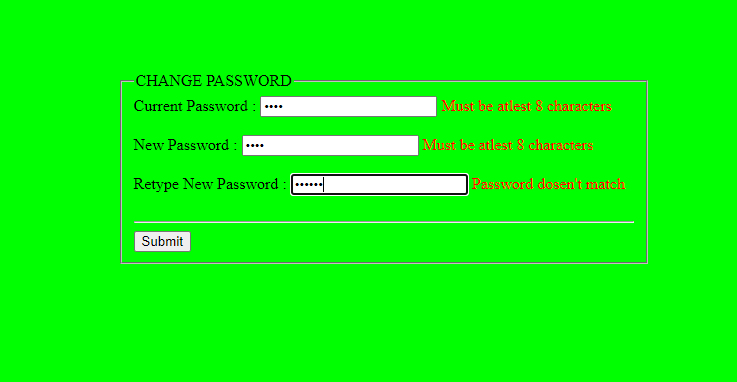 CHANGE PASSWORD
Current Password : •••• Must be atlest 8 characters
New Password : •••• Must be atlest 8 characters
Retype New Password : •••••• Password dosen't match
Submit